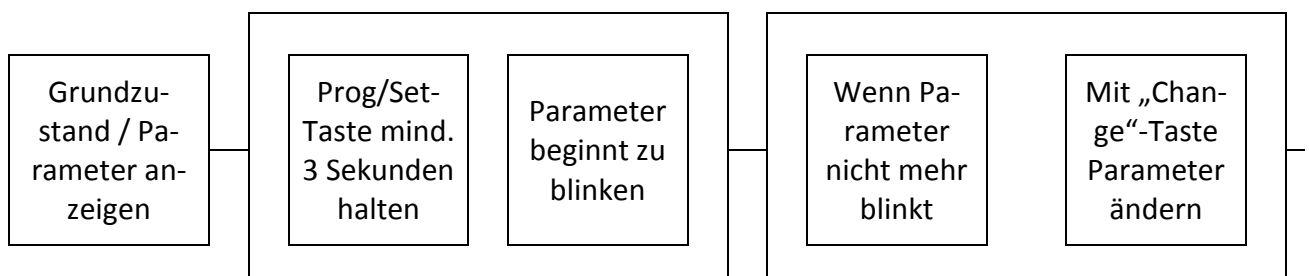 Grundzu-
stand / Pa-
rameter an-
zeigen
Prog/Set-
Taste mind.
3 Sekunden
halten
Parameter
beginnt zu
blinken
Wenn Pa-
rameter
nicht mehr
blinkt
Mit „Chan-
ge“-Taste
Parameter
ändern